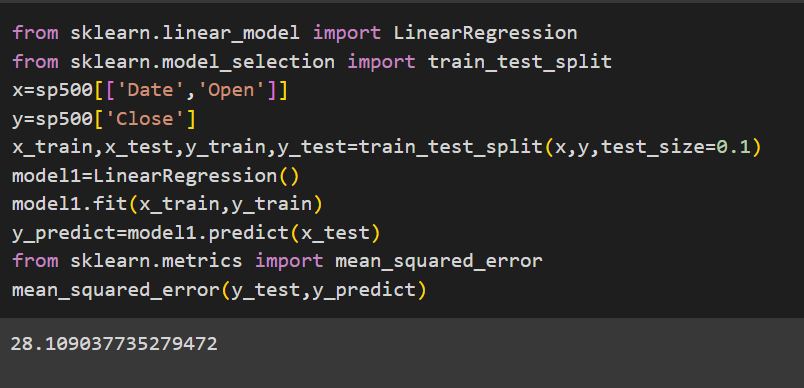 from sklearn.linear_model import LinearRegression
from sklearn.model_selection import train_test_split
x=sp500[['Date','Open']]
y=sp500['Close']
x_train,x_test,y_train,y_test=train_test_split(x,y,test_size=0.1)
model1=LinearRegression()
model1.fit(x_train,y_train)
y_predict=model1.predict(x_test)
from sklearn.metrics import mean_squared_error
mean_squared_error(y_test,y_predict)
28.109037735279472